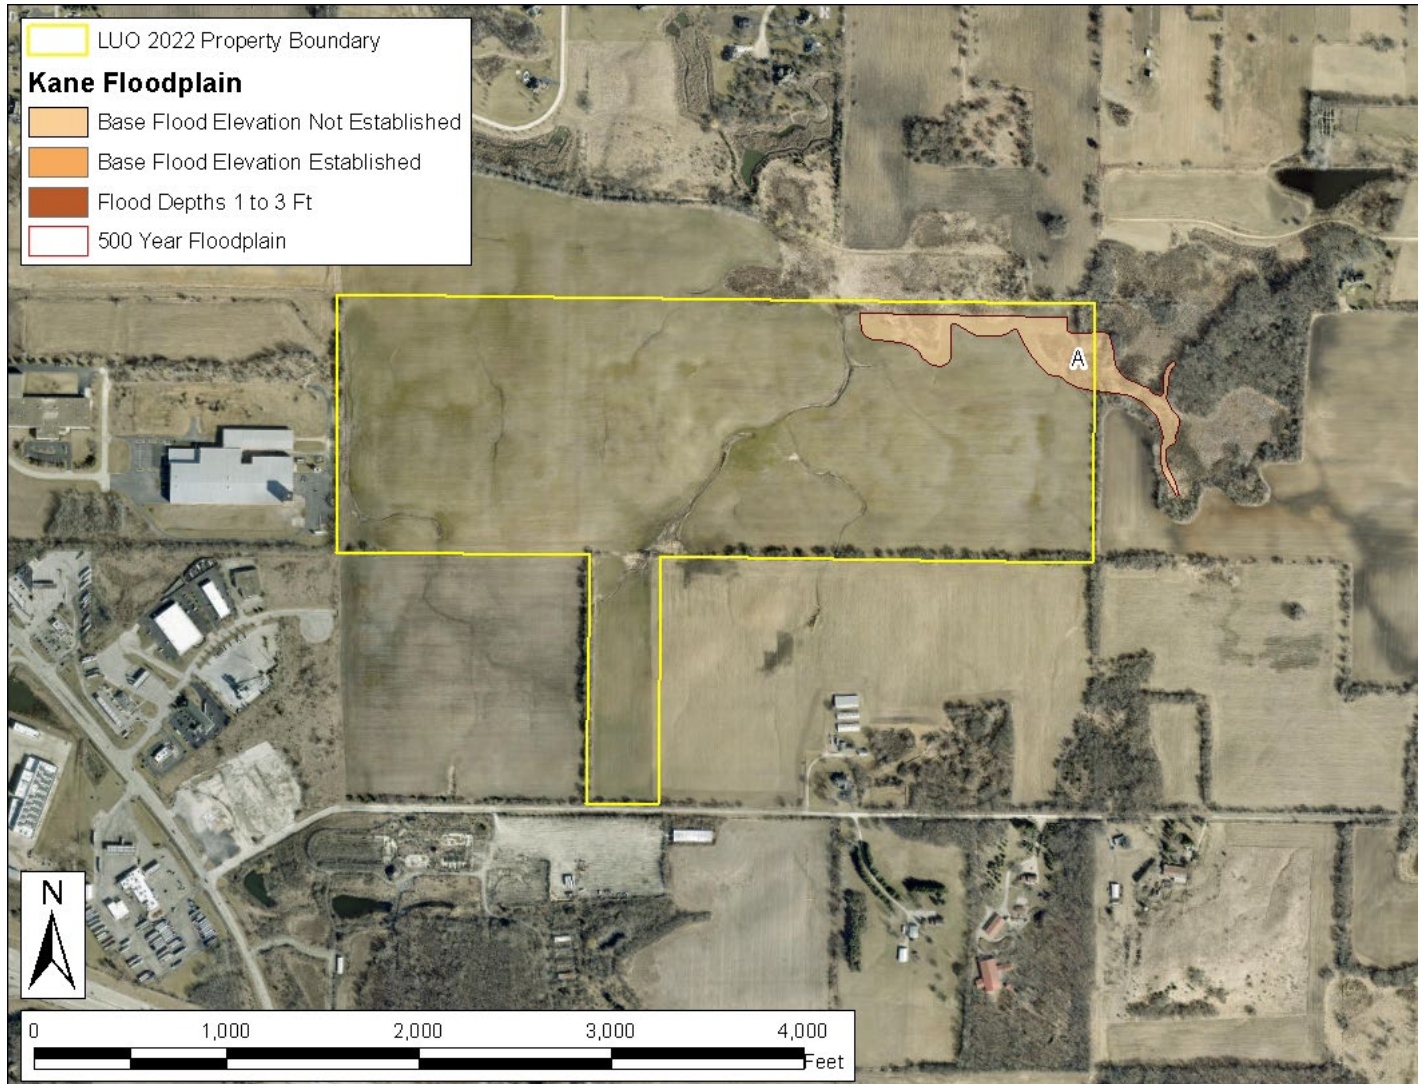 LUO 2022 Property Boundary
Kane Floodplain
Base Flood Elevation Not Established
Base Flood Elevation Established
Flood Depths 1 to 3 Ft
500 Year Floodplain
A
N
0 1,000 2,000 3,000 4,000
Feet